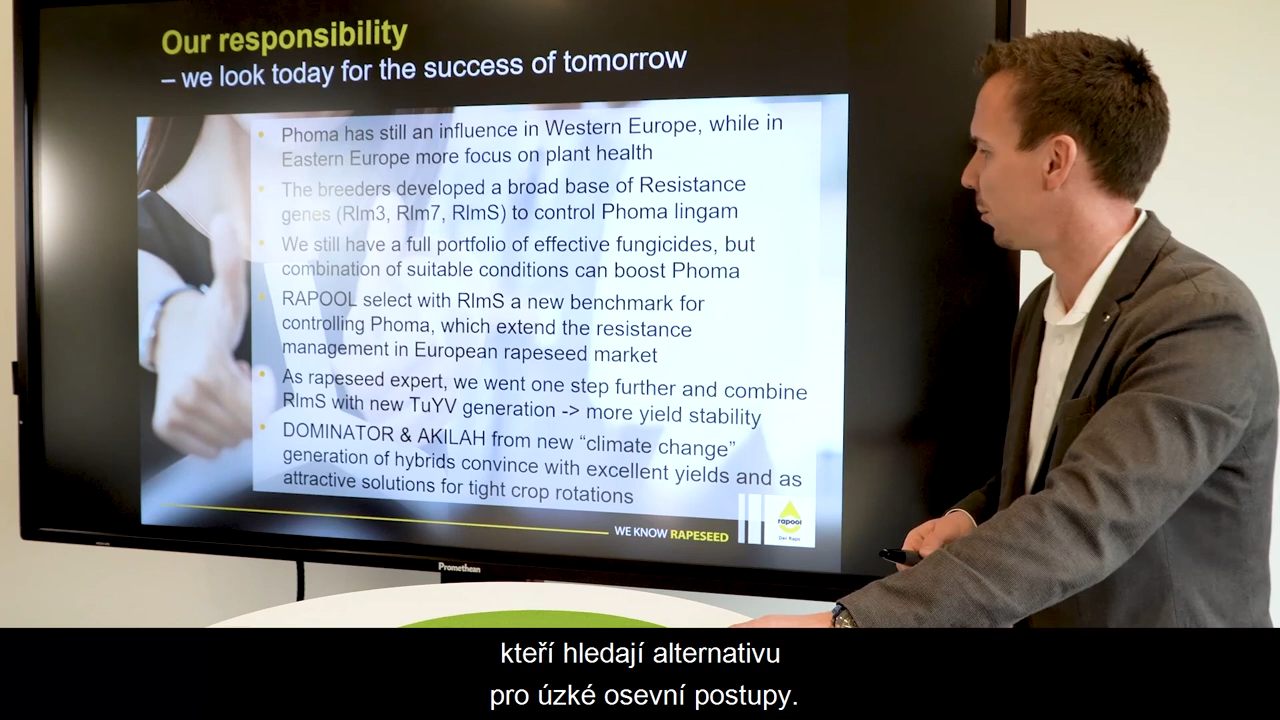 Our responsibility
– we look today for the success of tomorrow
• Phoma has still an influence in Western Europe, while in
Eastern Europe more focus on plant health
• The breeders developed a broad base of Resistance
genes (Rlm3, Rlm7, RlmS) to control Phoma lingam
• We still have a full portfolio of effective fungicides, but
combination of suitable conditions can boost Phoma
• RAPOOL select with RlmS a new benchmark for
controlling Phoma, which extend the resistance
management in European rapeseed market
• As rapeseed expert, we went one step further and combine
RlmS with new TuYV generation -> more yield stability
• DOMINATOR & AKILAH from new “climate change”
generation of hybrids convince with excellent yields and as
attractive solutions for tight crop rotations
WE KNOW RAPESEED
rapool
Der Raps
Promethean
kteří hledají alternativu
pro úzké osevní postupy.